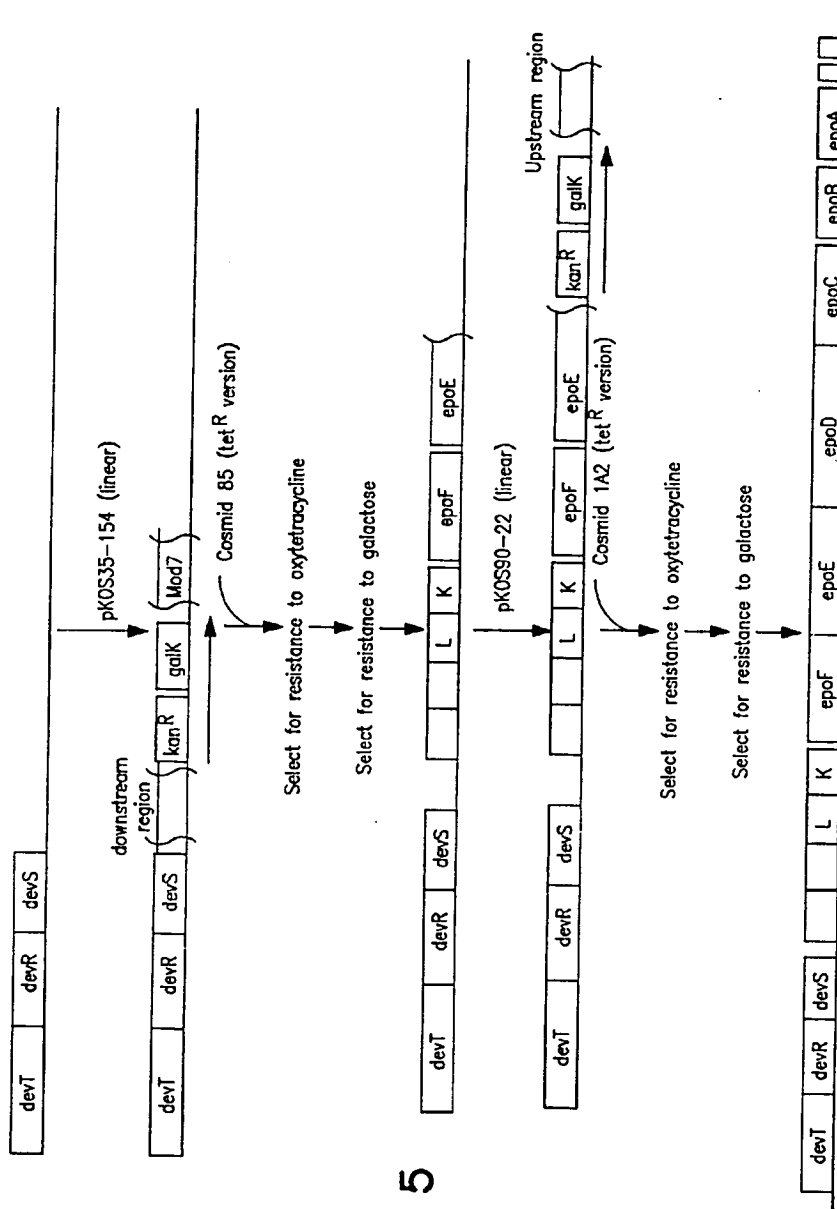 devT devR devS
pKOS35-154 (linear)
downstream
region
devT devR devS kanR galK Mod7
Cosmid 85 (tetR version)
Select for resistance to oxytetracycline
Select for resistance to galactose
devT devR devS L K epoF epoE
pKOS90-22 (linear)
Upstream region
devT devR devS L K epoF epoE kanR galK
Cosmid 1A2 (tetR version)
Select for resistance to oxytetracycline
Select for resistance to galactose
devT devR devS L K epoF epoE epoD epoC epoB epoA
5